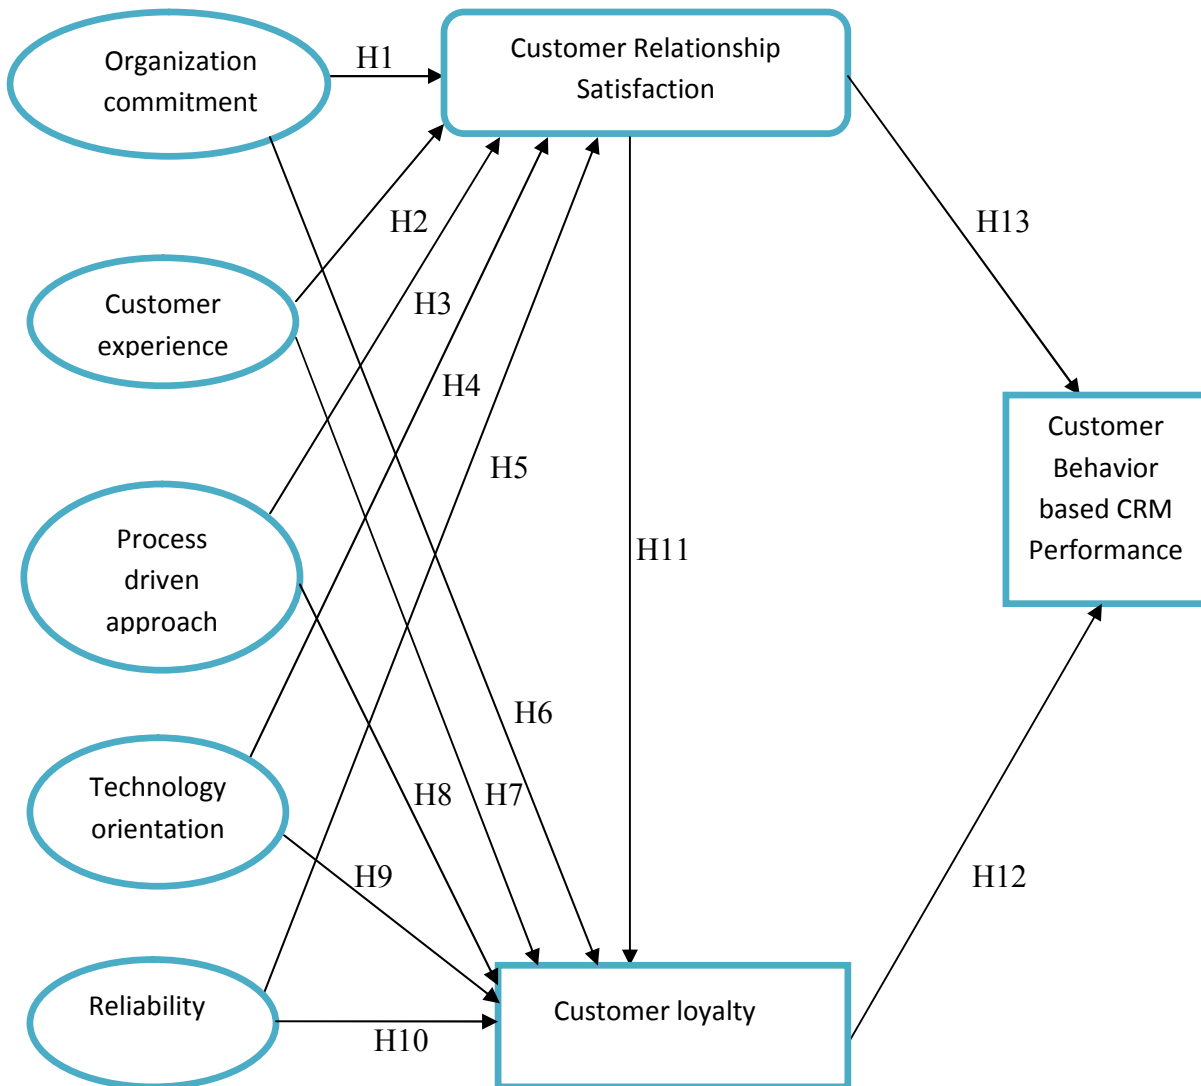 Organization
commitment
H1
Customer Relationship
Satisfaction
H2
H13
Customer
experience
H3
H4
Customer
Behavior
based CRM
Performance
H5
Process
driven
approach
H11
H6
Technology
orientation
H8
H7
H9
H12
Reliability
Customer loyalty
H10